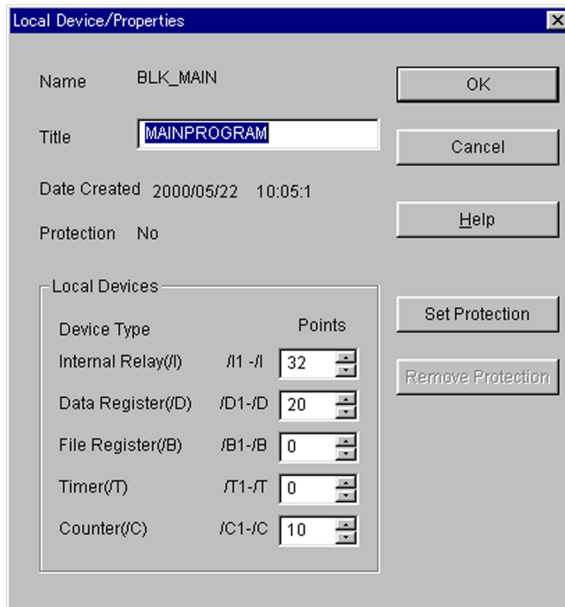 Local Device/Properties
Name BLK_MAIN
OK
Title MAINPROGRAM
Cancel
Date Created 2000/05/22 10:05:1
Help
Protection No
Local Devices
Device Type Points
Set Protection
Internal Relay(/I) /I1 -/I 32
Remove Protection
Data Register(/D) /D1-/D 20
File Register(/B) /B1-/B 0
Timer(/T) /T1-/T 0
Counter(/C) /C1-/C 10